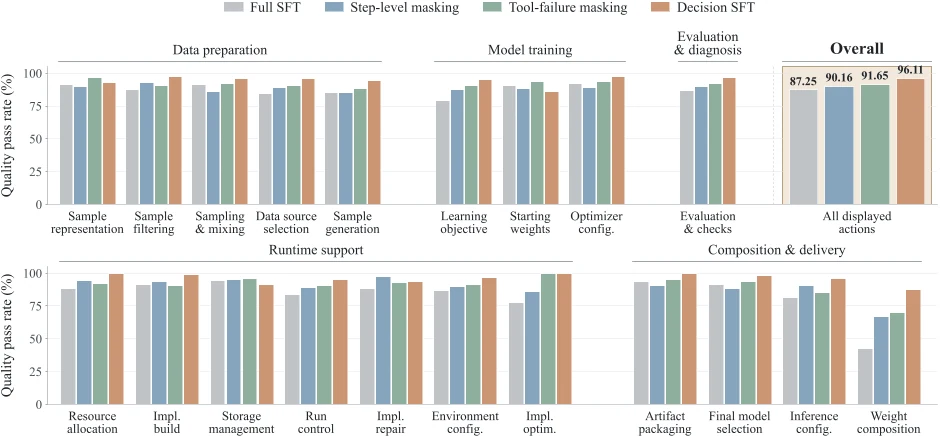 Full SFT Step-level masking Tool-failure masking Decision SFT
Data preparation
Model training
Evaluation
& diagnosis
Overall
Quality pass rate (%)
100
75
50
25
0
87.25 90.16 91.65 96.11
Sample
representation
Sample
filtering
Sampling
& mixing
Data source
selection
Sample
generation
Learning
objective
Starting
weights
Optimizer
config.
Evaluation
& checks
All displayed
actions
Runtime support
Composition & delivery
Quality pass rate (%)
100
75
50
25
0
Resource
allocation
Impl.
build
Storage
management
Run
control
Impl.
repair
Environment
config.
Impl.
optim.
Artifact
packaging
Final model
selection
Inference
config.
Weight
composition